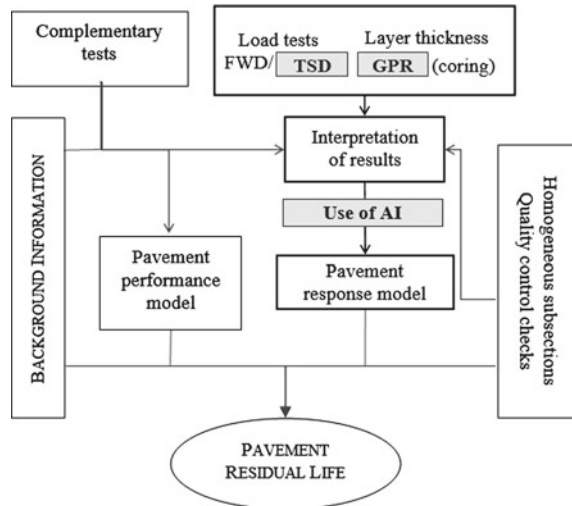 Complementary
tests
Load tests
FWD/ TSD
Layer thickness
GPR (coring)
Interpretation
of results
Use of AI
Pavement
response model
Pavement
performance
model
BACKGROUND INFORMATION
Homogeneous subsections
Quality control checks
PAVEMENT
RESIDUAL LIFE